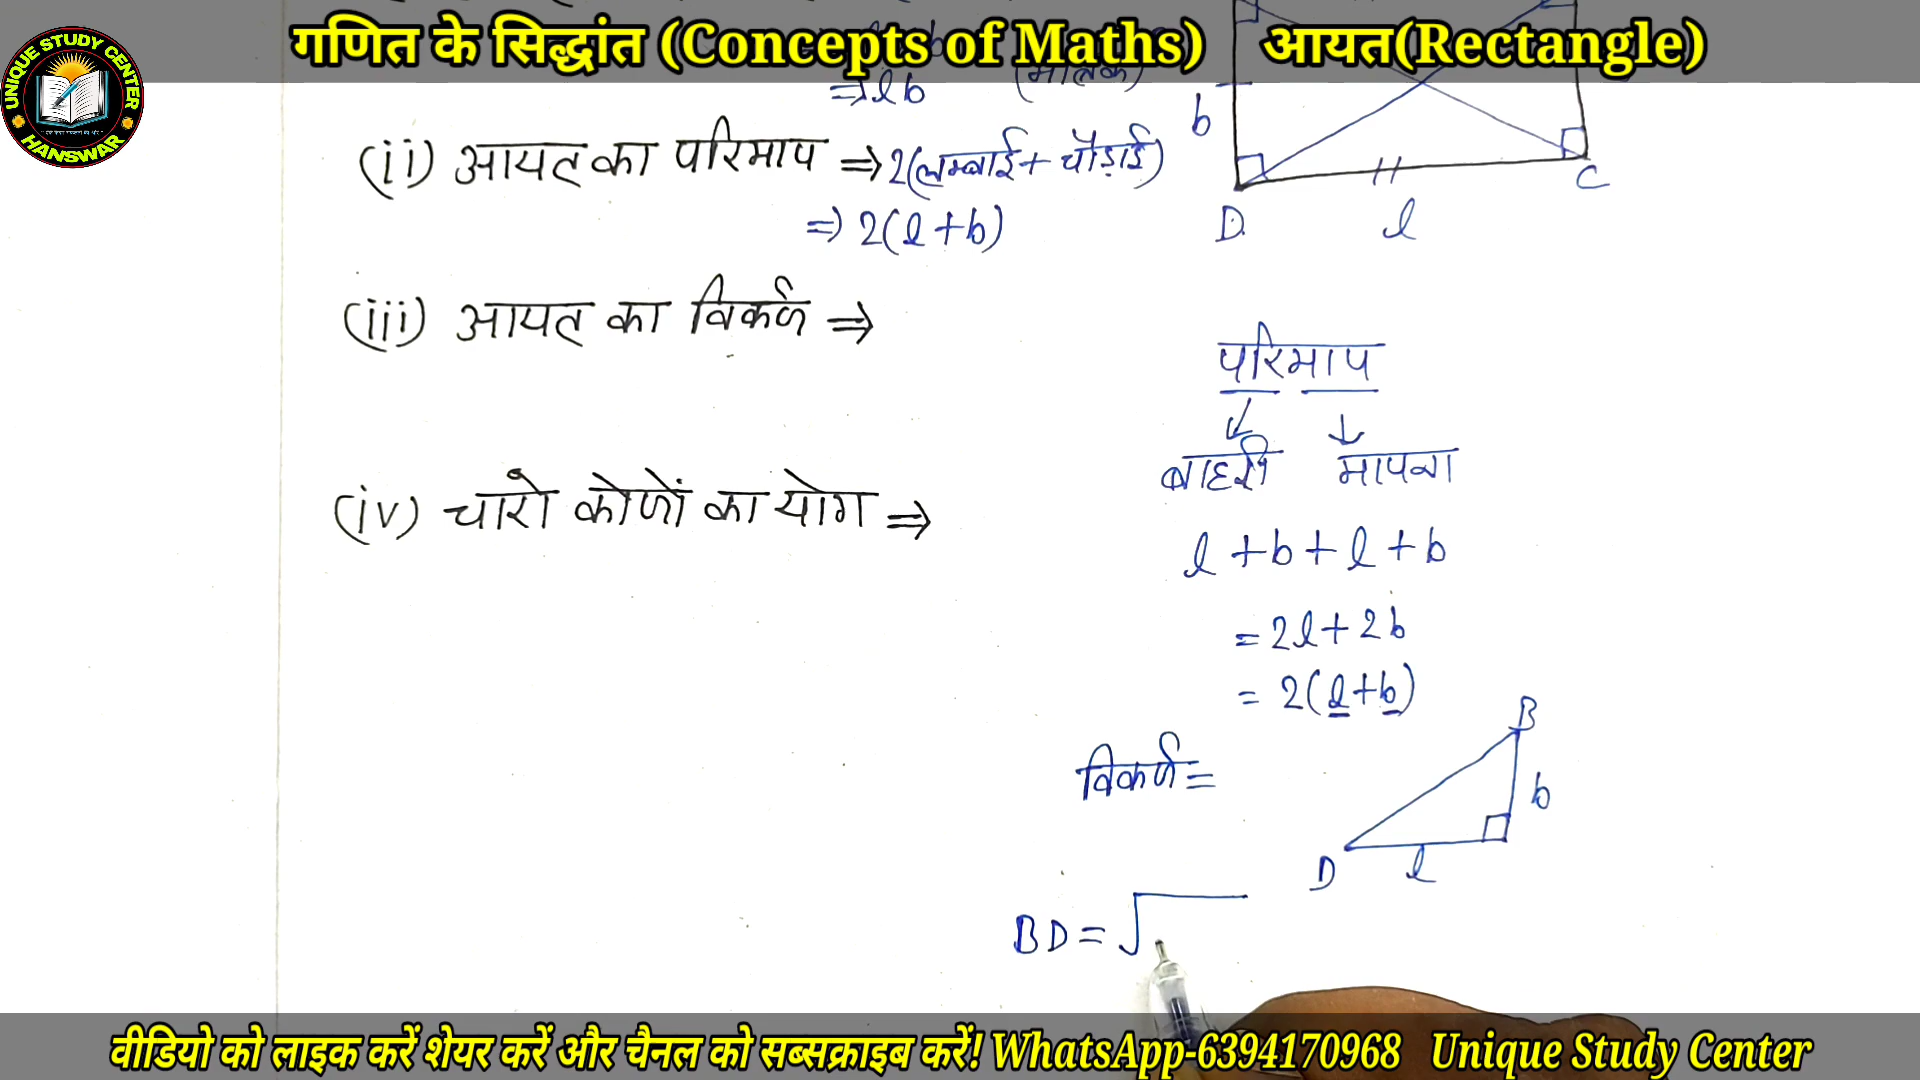 गणित के सिद्धांत (Concepts of Maths) आयत(Rectangle)
UNIQUE STUDY CENTER
HANSWAR
⇒ lb
b
(ii) आयत का परिमाप ⇒ 2(लम्बाई + चौड़ाई)
⇒ 2(l+b)
D
l
C
(iii) आयत का विकर्ण ⇒
परिमाप
↓ ↓
बाहरी मापना
(iv) चारो कोणों का योग ⇒
l + b + l + b
= 2l + 2b
= 2(l+b)
विकर्ण =
B
b
D
l
BD = √
वीडियो को लाइक करें शेयर करें और चैनल को सब्सक्राइब करें! WhatsApp-6394170968 Unique Study Center